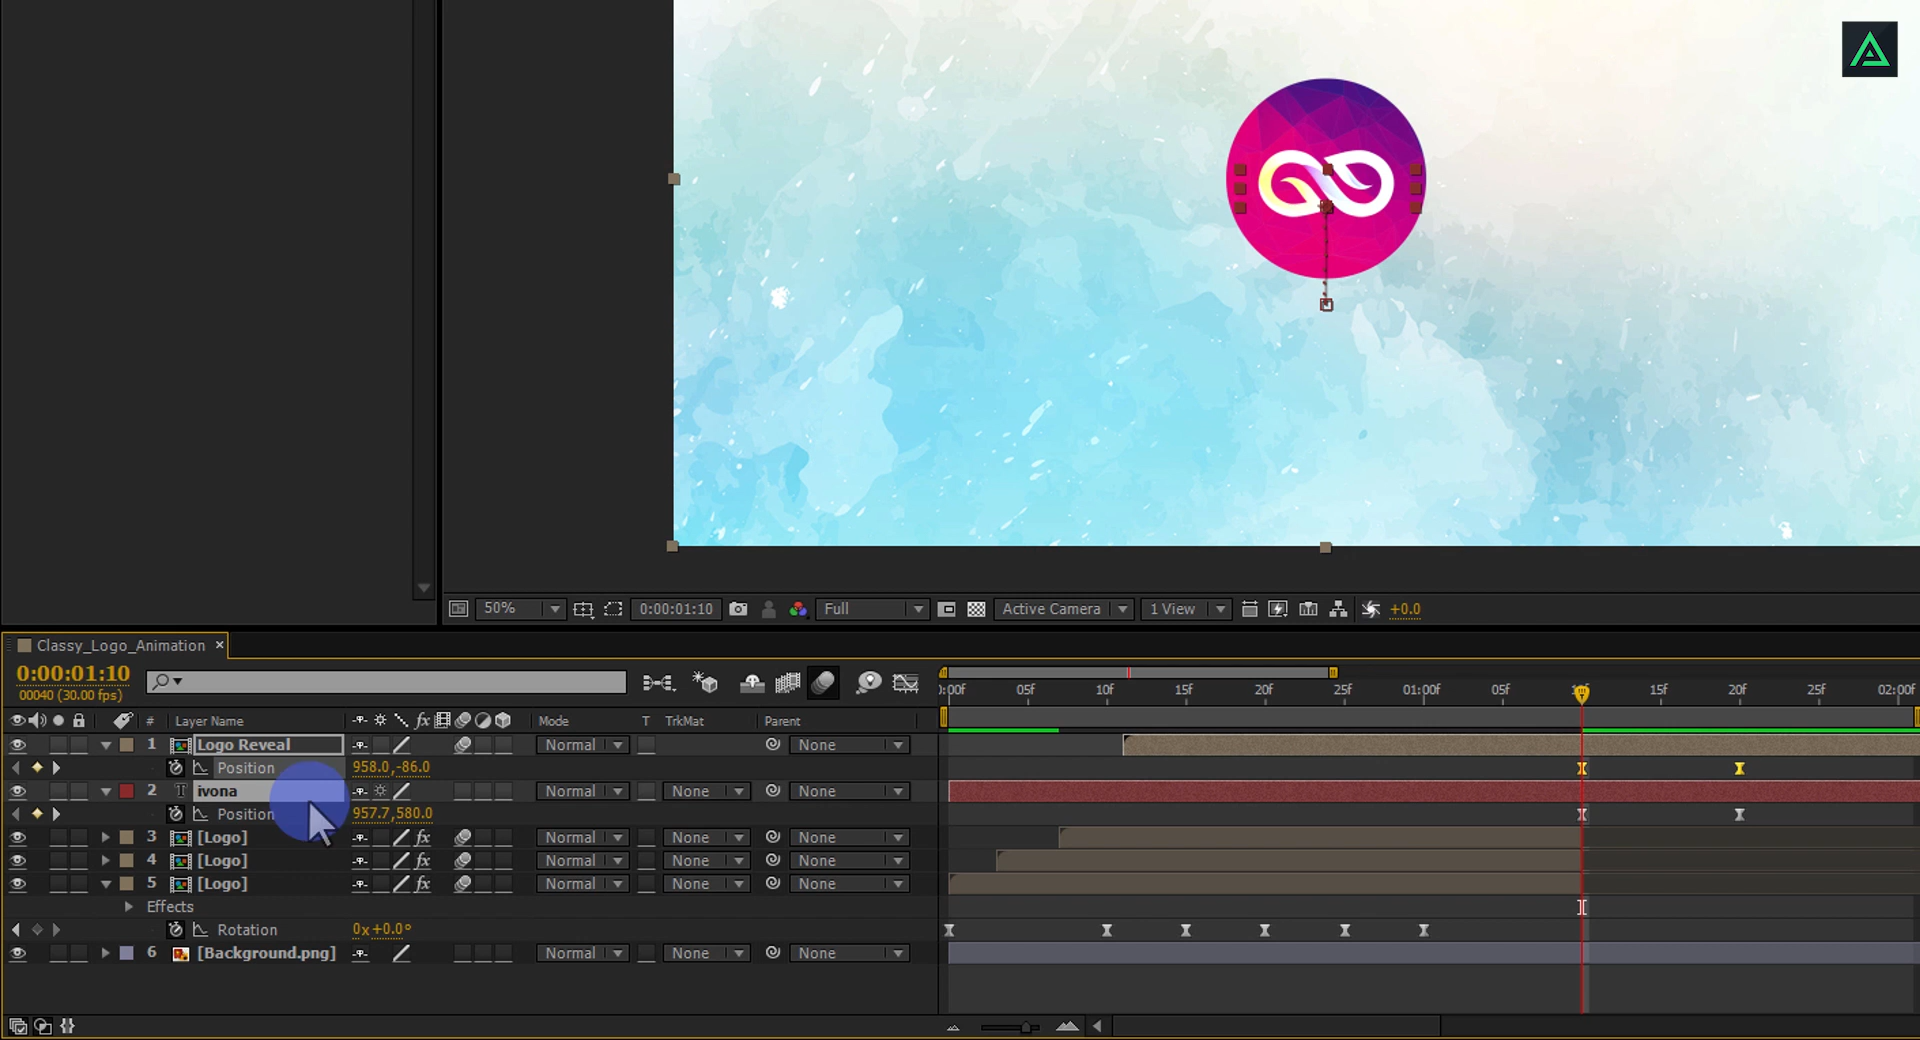 50% 0:00:01:10 Full Active Camera 1 View +0.0
Classy_Logo_Animation ×
0:00:01:10
00040 (30.00 fps)
:00f 05f 10f 15f 20f 25f 01:00f 05f 15f 20f 25f 02:00f
# Layer Name fx Mode T TrkMat Parent
1 Logo Reveal Normal None
Position 958.0,-86.0
2 T ivona Normal None None
Position 957.7,580.0
3 [Logo] fx Normal None None
4 [Logo] fx Normal None None
5 [Logo] fx Normal None None
Effects
Rotation 0x+0.0°
6 [Background.png] Normal None None